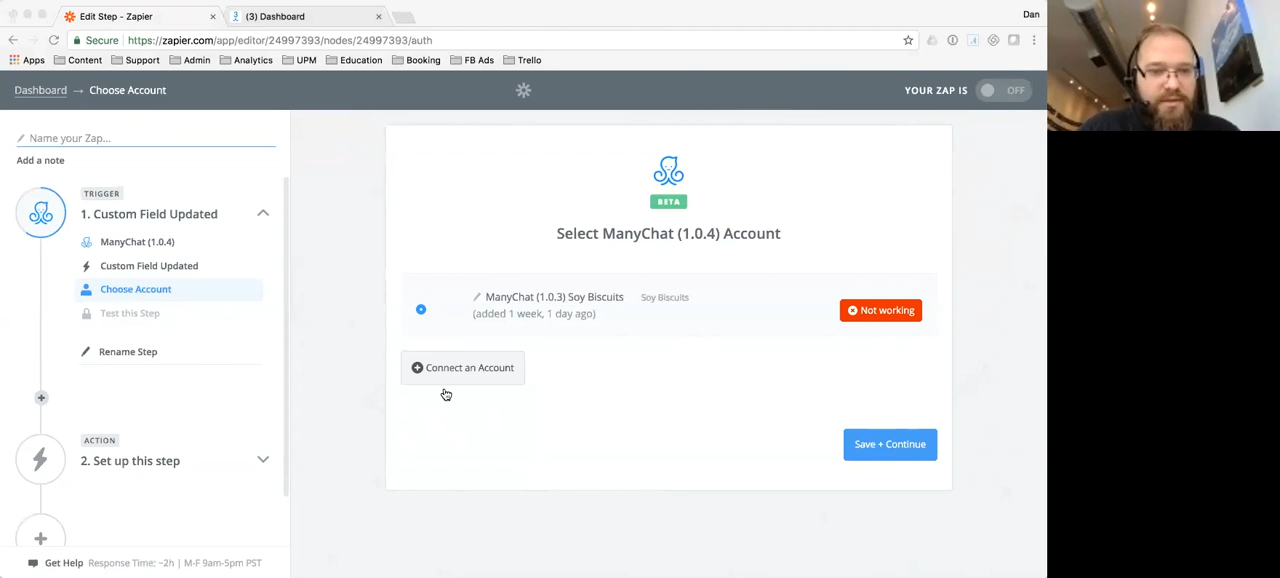 Edit Step - Zapier
(3) Dashboard
Dan
Secure
https://zapier.com/app/editor/24997393/nodes/24997393/auth
Apps Content Support Admin Analytics UPM Education Booking FB Ads Trello
Dashboard → Choose Account
YOUR ZAP IS OFF
Name your Zap...
Add a note
TRIGGER
1. Custom Field Updated
ManyChat (1.0.4)
Custom Field Updated
Choose Account
Test this Step
Rename Step
ACTION
2. Set up this step
Get Help Response Time: ~2h | M-F 9am-5pm PST
BETA
Select ManyChat (1.0.4) Account
ManyChat (1.0.3) Soy Biscuits Soy Biscuits
(added 1 week, 1 day ago)
Not working
Connect an Account
Save + Continue